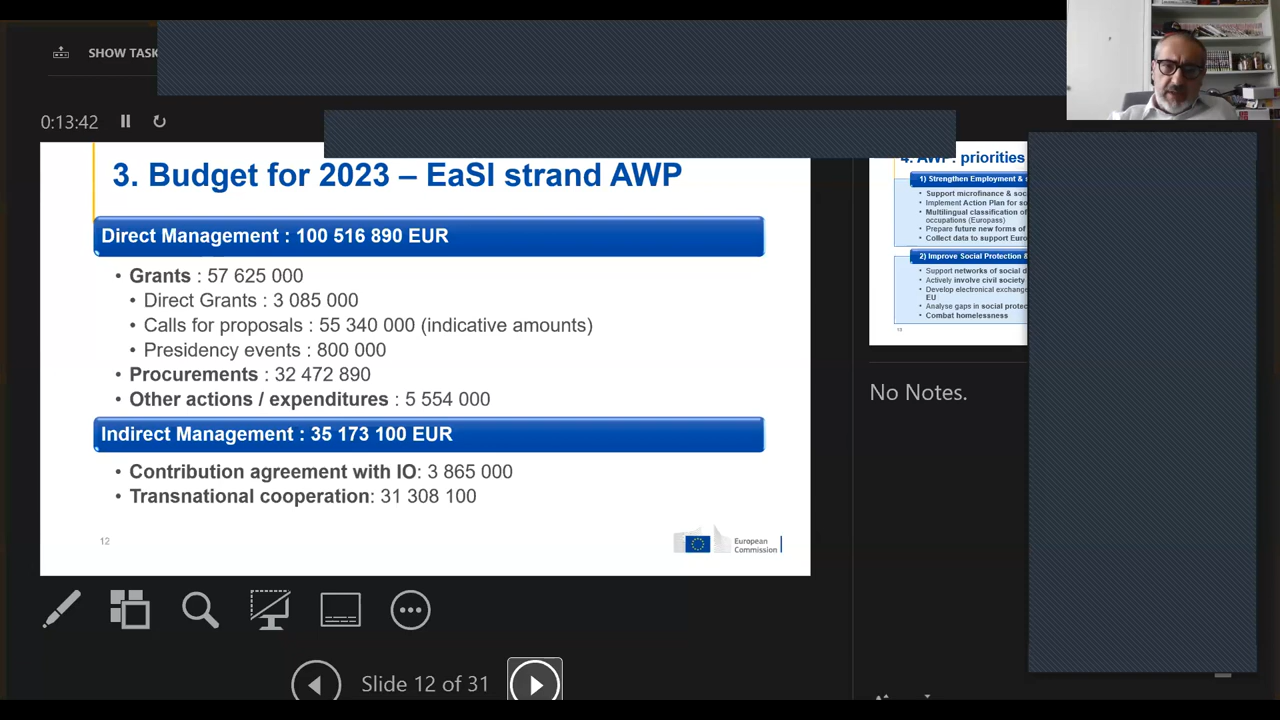 SHOW TASK
0:13:42
3. Budget for 2023 – EaSI strand AWP
Direct Management : 100 516 890 EUR
• Grants : 57 625 000
• Direct Grants : 3 085 000
• Calls for proposals : 55 340 000 (indicative amounts)
• Presidency events : 800 000
• Procurements : 32 472 890
• Other actions / expenditures : 5 554 000
Indirect Management : 35 173 100 EUR
• Contribution agreement with IO: 3 865 000
• Transnational cooperation: 31 308 100
12
European
Commission
Slide 12 of 31
4. AWP : priorities
1) Strengthen Employment &
• Support microfinance & soc
• Implement Action Plan for so
• Multilingual classification of
occupations (Europass)
• Prepare future new forms of
• Collect data to support Euro
2) Improve Social Protection &
• Support networks of social d
• Actively involve civil society
• Develop electronical exchange
EU
• Analyse gaps in social protec
• Combat homelessness
No Notes.